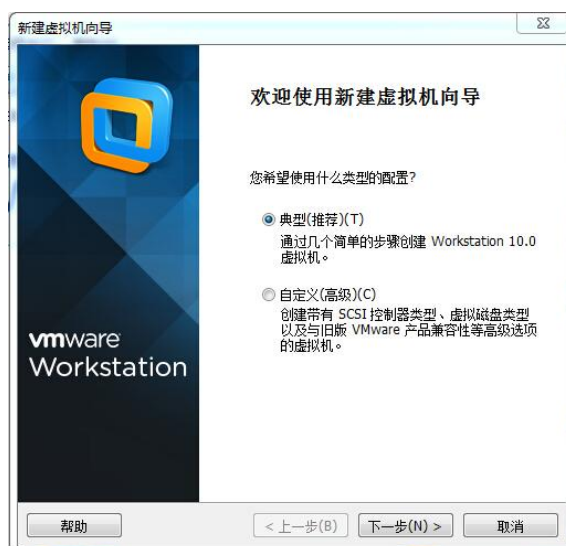 新建虚拟机向导
欢迎使用新建虚拟机向导
您希望使用什么类型的配置?
典型(推荐)(T)
通过几个简单的步骤创建 Workstation 10.0
虚拟机。
自定义(高级)(C)
创建带有 SCSI 控制器类型、虚拟磁盘类型
以及与旧版 VMware 产品兼容性等高级选项
的虚拟机。
vmware
Workstation
帮助
< 上一步(B)
下一步(N) >
取消